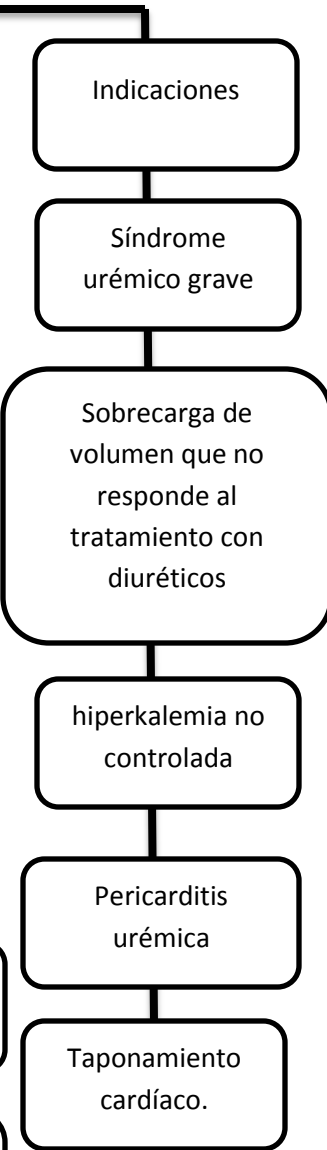 Indicaciones
Síndrome
urémico grave
Sobrecarga de
volumen que no
responde al
tratamiento con
diuréticos
hiperkalemia no
controlada
Pericarditis
urémica
Taponamiento
cardíaco.